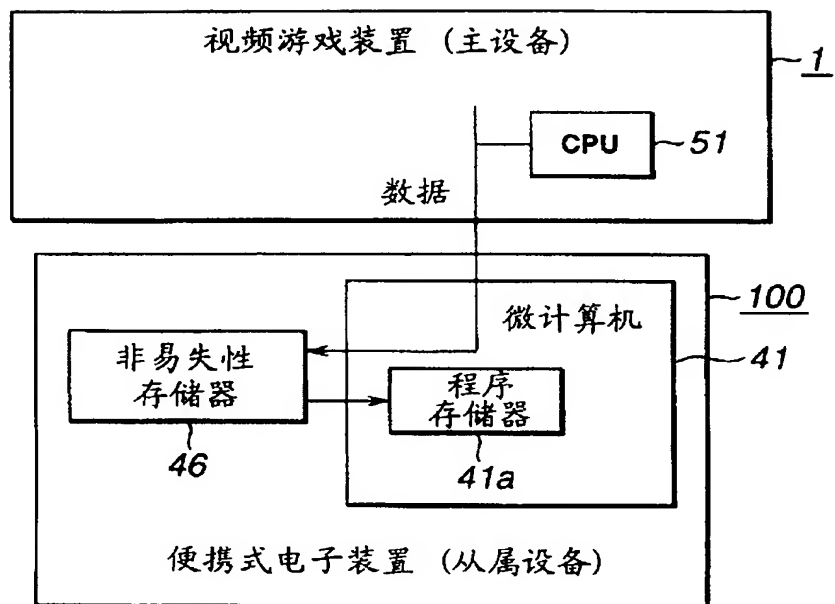 视频游戏装置 (主设备)
1
CPU
51
数据
100
微计算机
41
非易失性
存储器
46
程序
存储器
41a
便携式电子装置 (从属设备)